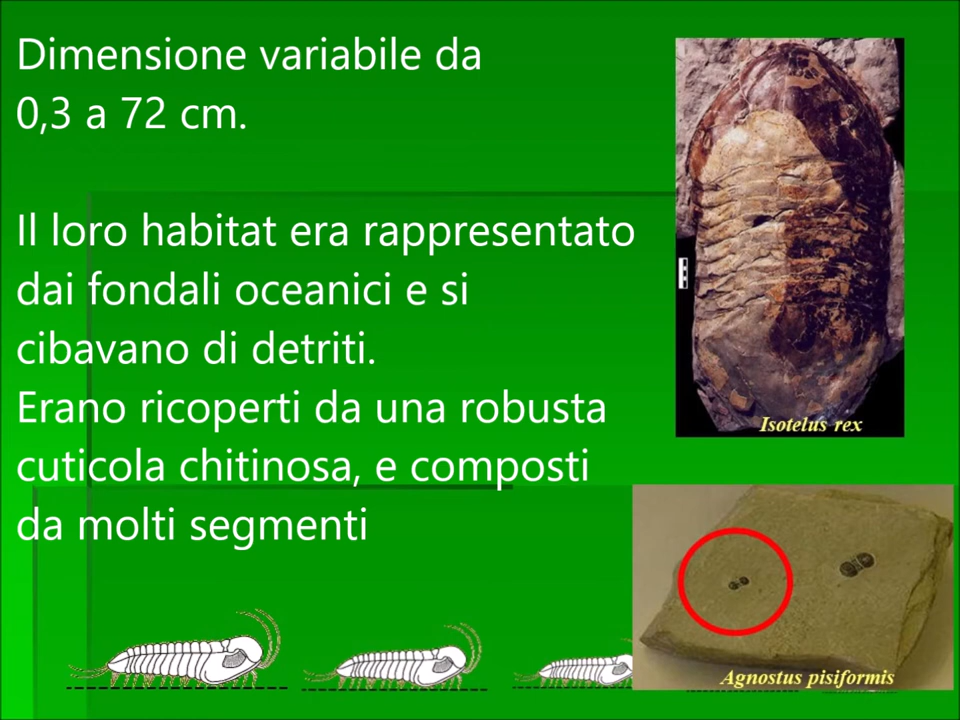 Dimensione variabile da
0,3 a 72 cm.
Il loro habitat era rappresentato
dai fondali oceanici e si
cibavano di detriti.
Erano ricoperti da una robusta
cuticola chitinosa, e composti
da molti segmenti
Isotelus rex
Agnostus pisiformis